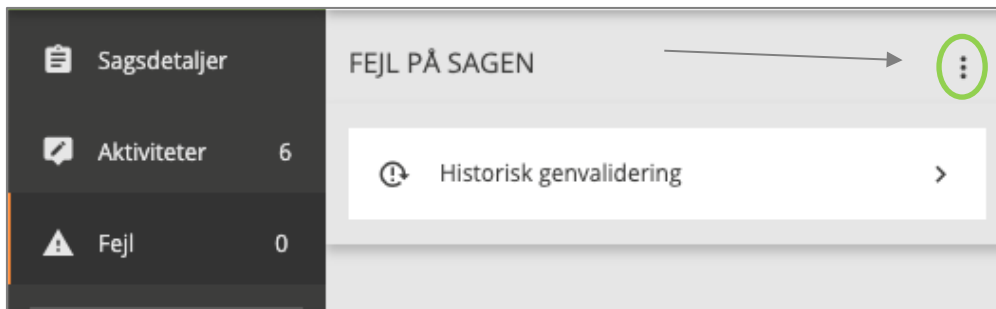 Sagsdetaljer
Aktiviteter 6
Fejl 0
FEJL PÅ SAGEN
Historisk genvalidering